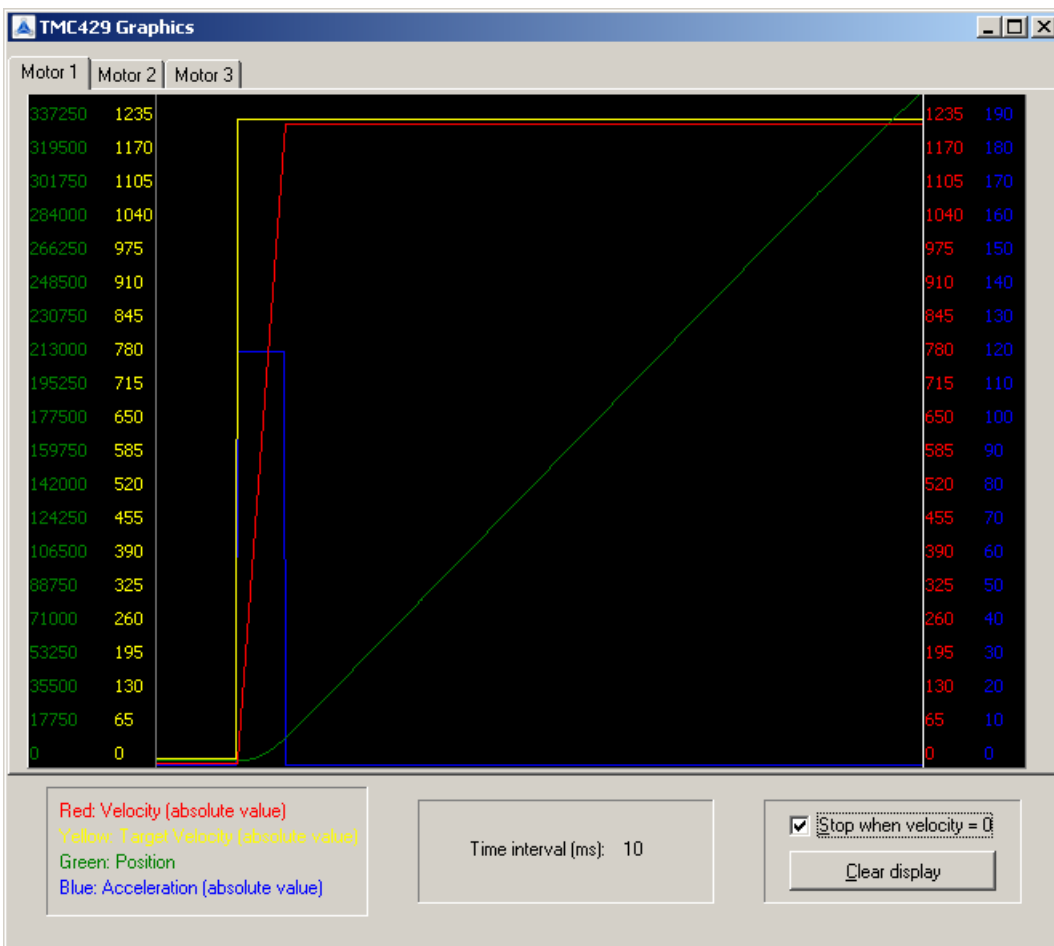 TMC429 Graphics
Motor 1 Motor 2 Motor 3
337250 1235 1235 190
319500 1170 1170 180
301750 1105 1105 170
284000 1040 1040 160
266250 975 975 150
248500 910 910 140
230750 845 845 130
213000 780 780 120
195250 715 715 110
177500 650 650 100
159750 585 585 90
142000 520 520 80
124250 455 455 70
106500 390 390 60
88750 325 325 50
71000 260 260 40
53250 195 195 30
35500 130 130 20
17750 65 65 10
0 0 0 0
Red: Velocity (absolute value)
Yellow: Target Velocity (absolute value)
Green: Position
Blue: Acceleration (absolute value)
Time interval (ms): 10
Stop when velocity = 0
Clear display